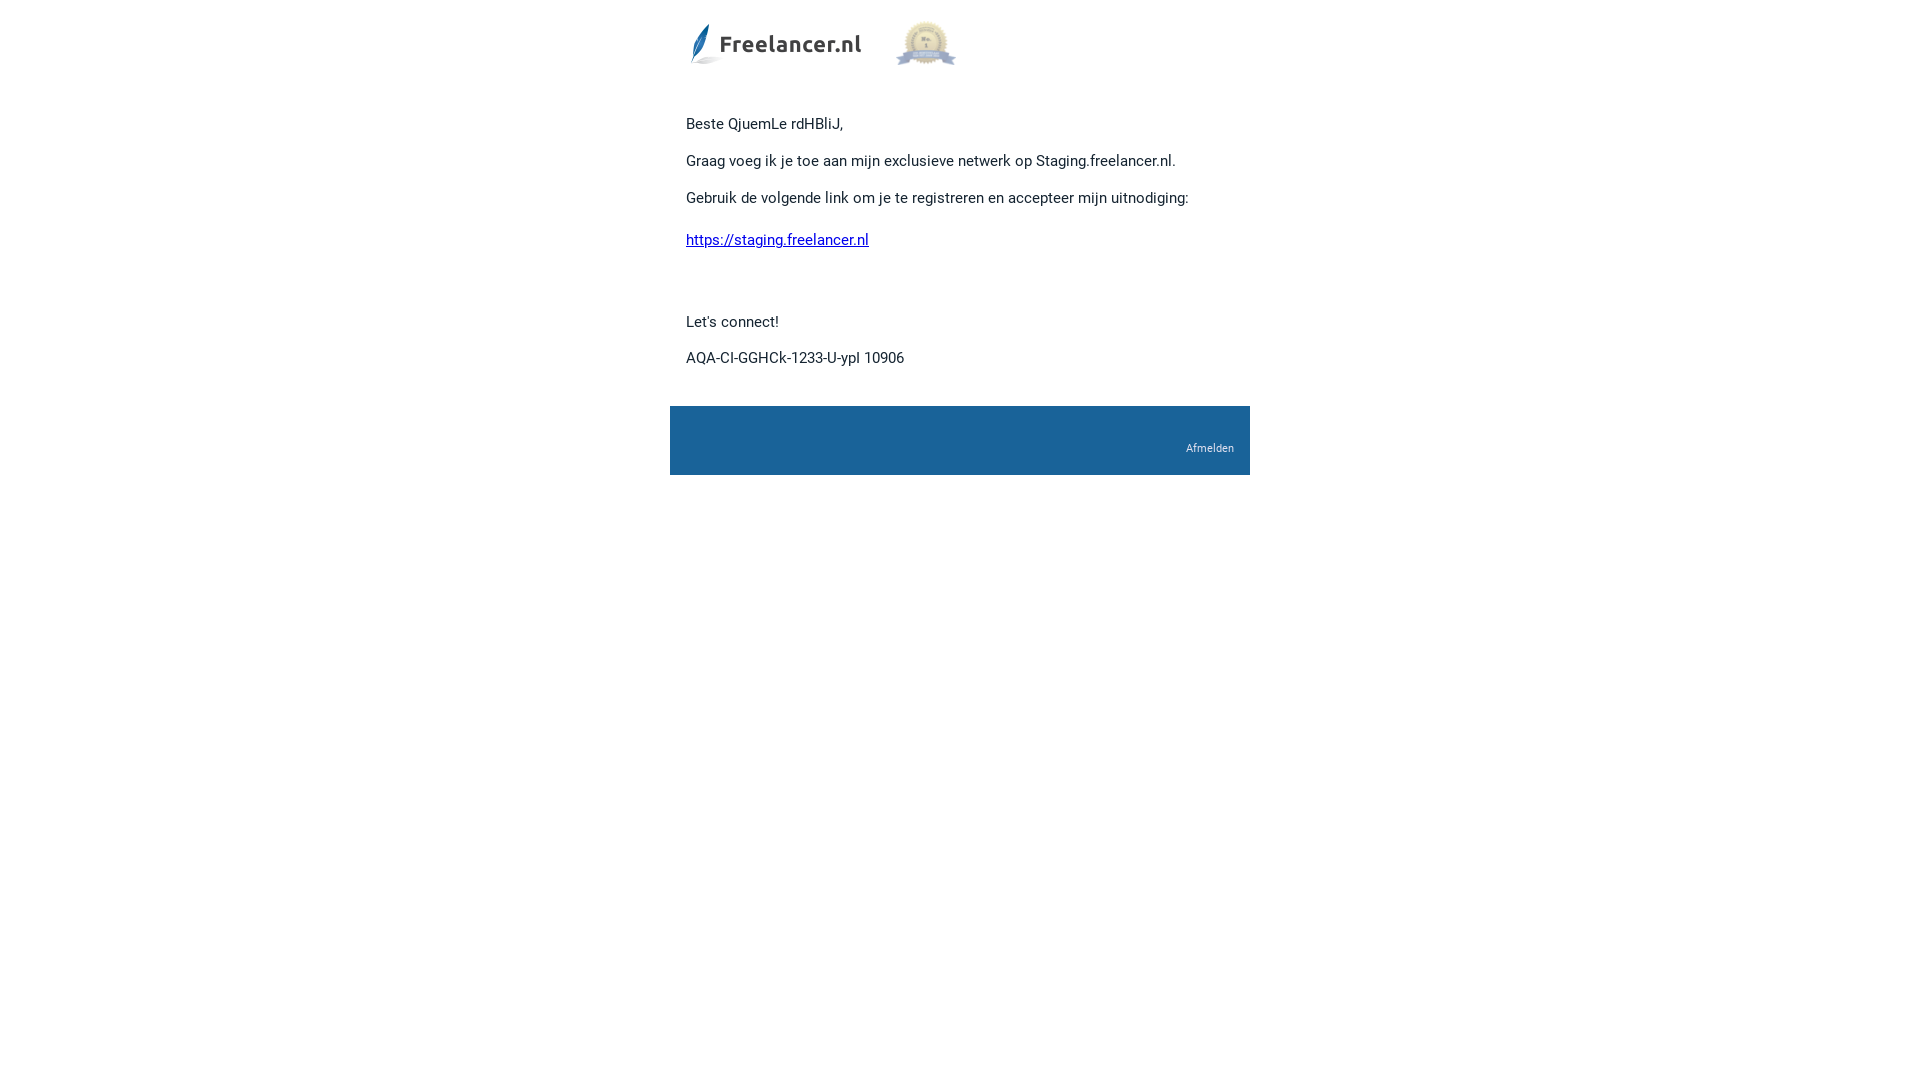 Freelancer.nl
Beste QjuemLe rdHBliJ,
Graag voeg ik je toe aan mijn exclusieve netwerk op Staging.freelancer.nl.
Gebruik de volgende link om je te registreren en accepteer mijn uitnodiging:
https://staging.freelancer.nl
Let's connect!
AQA-CI-GGHCk-1233-U-ypI 10906
Afmelden